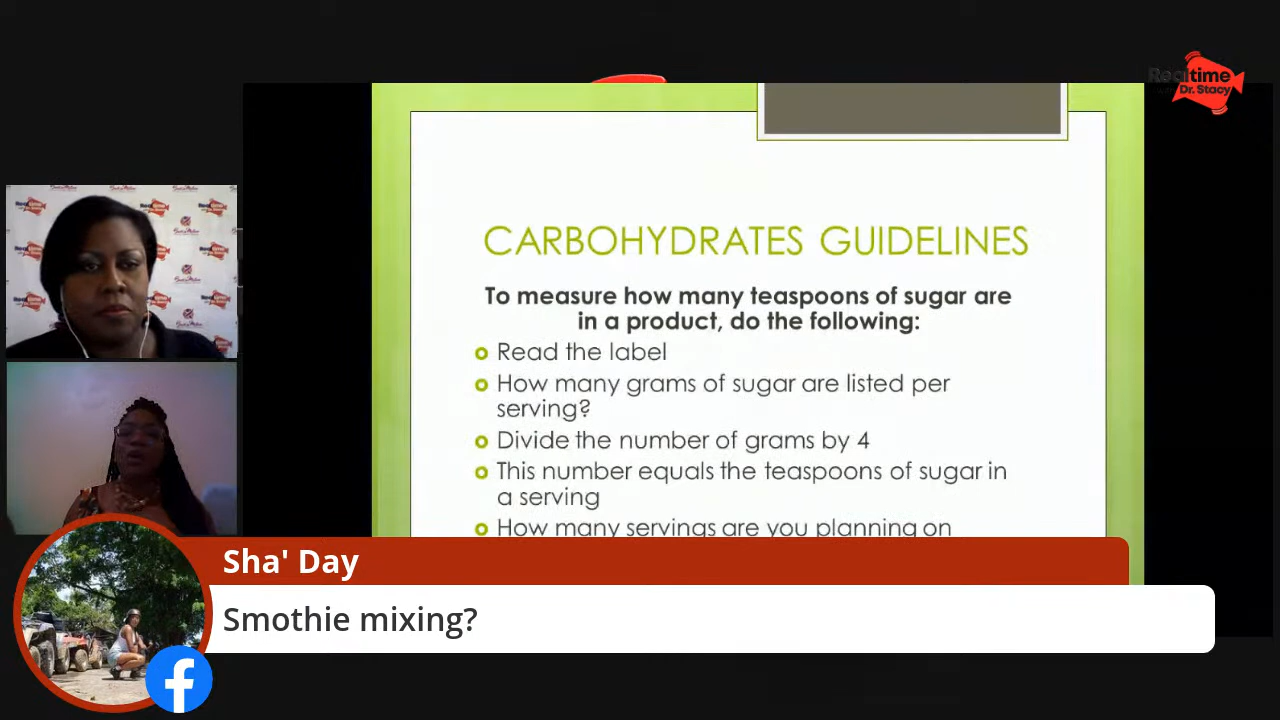 Realtime
Dr. Stacy
CARBOHYDRATES GUIDELINES
To measure how many teaspoons of sugar are
in a product, do the following:
Read the label
How many grams of sugar are listed per
serving?
Divide the number of grams by 4
This number equals the teaspoons of sugar in
a serving
How many servings are you planning on
Sha' Day
Smothie mixing?